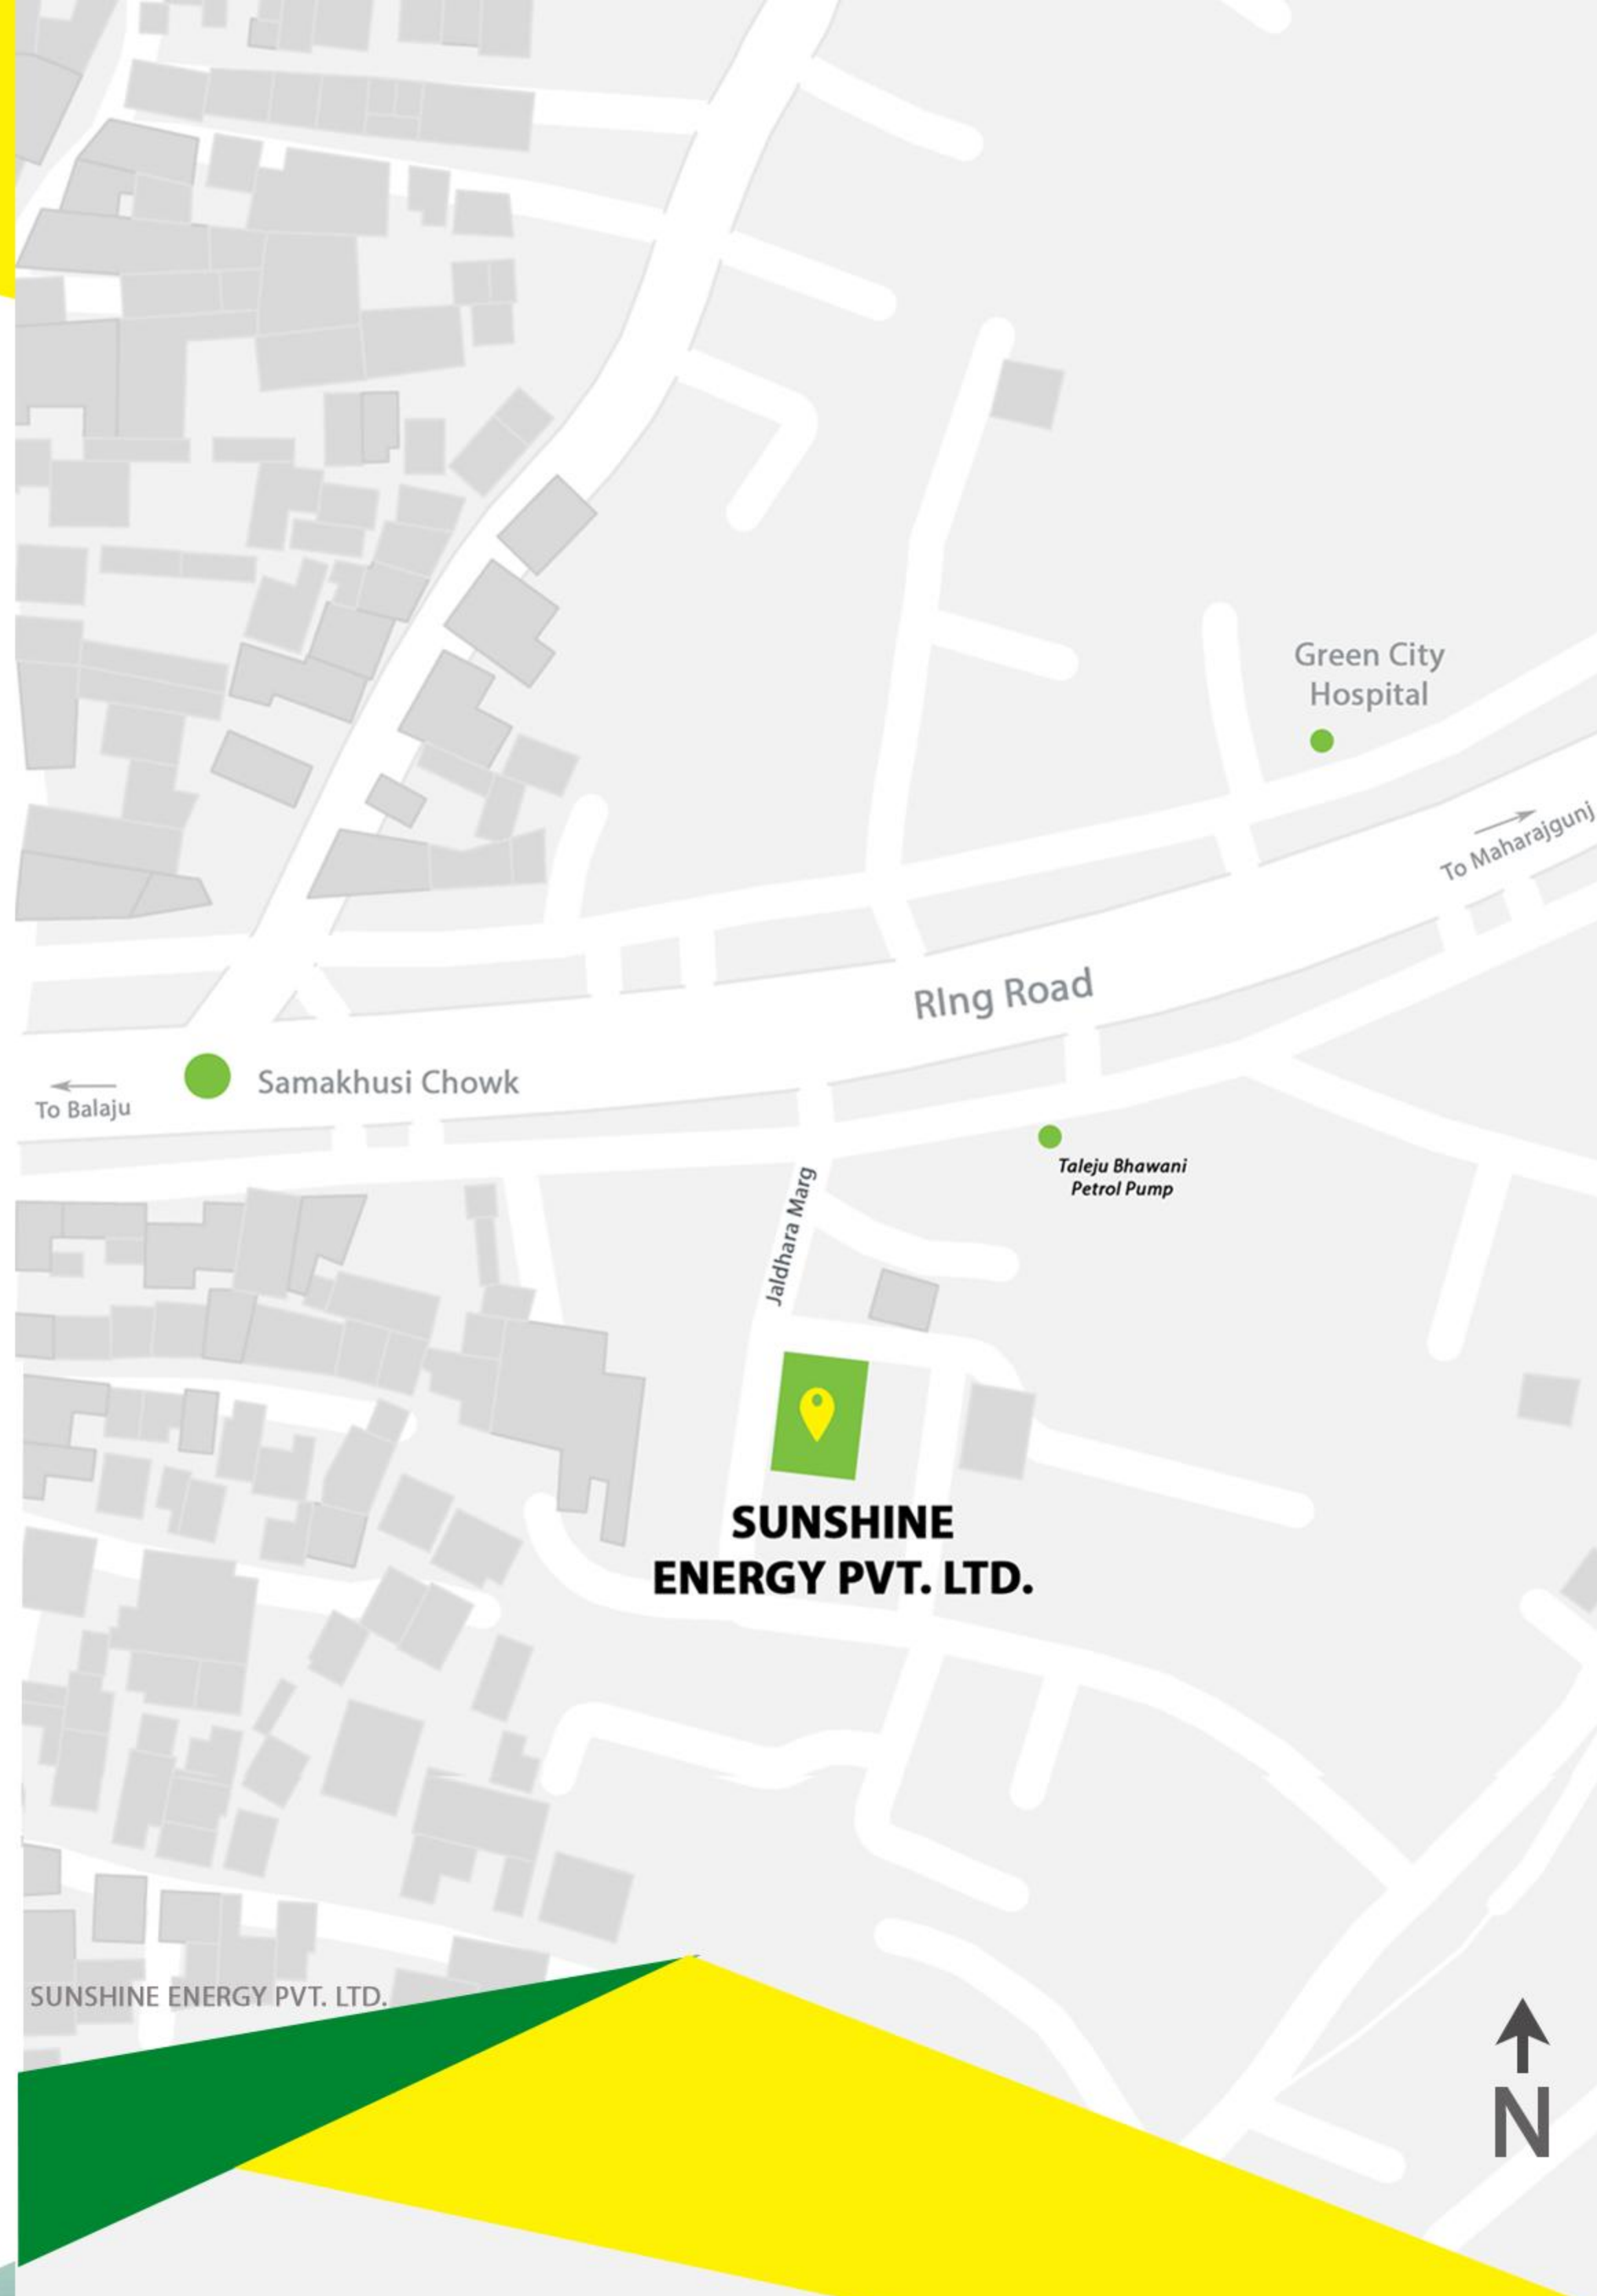 Green City
Hospital
To Maharajgunj
RIng Road
Samakhusi Chowk
To Balaju
Taleju Bhawani
Petrol Pump
Jaldhara Marg
SUNSHINE
ENERGY PVT. LTD.
SUNSHINE ENERGY PVT. LTD.
N